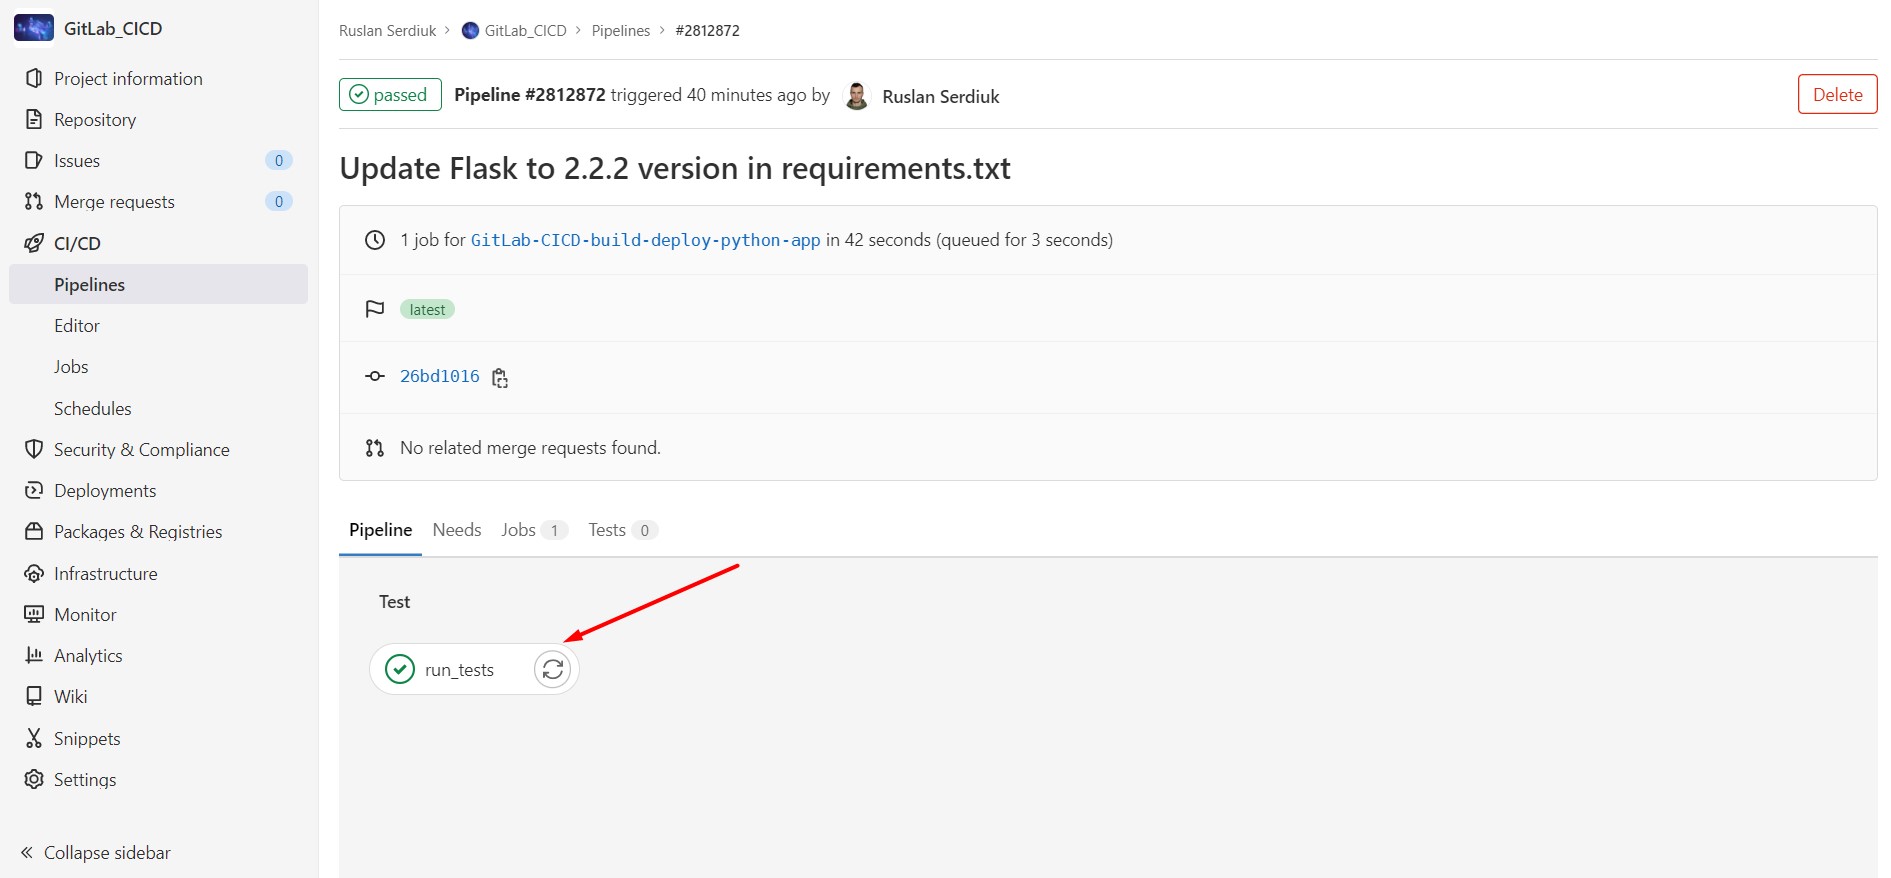 GitLab_CICD
Project information
Repository
Issues 0
Merge requests 0
CI/CD
Pipelines
Editor
Jobs
Schedules
Security & Compliance
Deployments
Packages & Registries
Infrastructure
Monitor
Analytics
Wiki
Snippets
Settings
Collapse sidebar
Ruslan Serdiuk > GitLab_CICD > Pipelines > #2812872
passed Pipeline #2812872 triggered 40 minutes ago by Ruslan Serdiuk
Delete
Update Flask to 2.2.2 version in requirements.txt
1 job for GitLab-CICD-build-deploy-python-app in 42 seconds (queued for 3 seconds)
latest
26bd1016
No related merge requests found.
Pipeline Needs Jobs 1 Tests 0
Test
run_tests